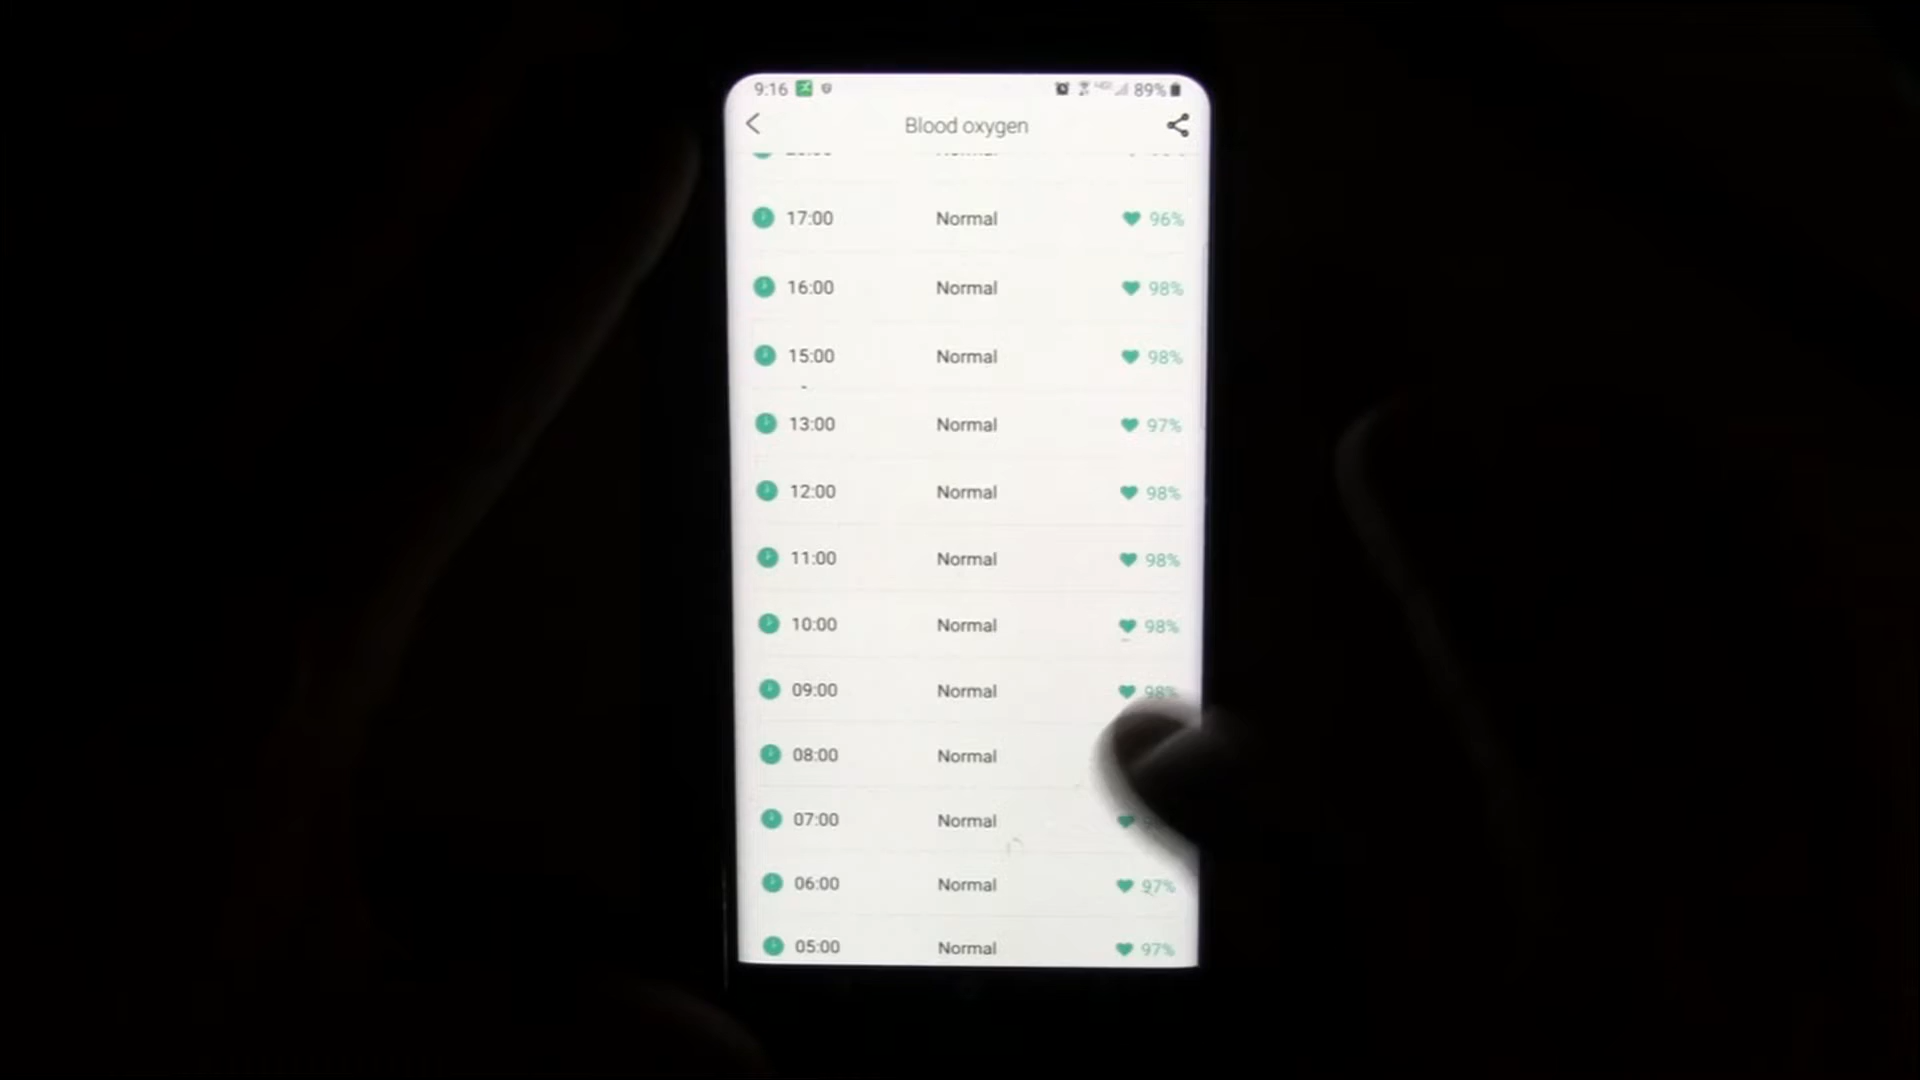 9:16 89%
Blood oxygen
17:00 Normal 96%
16:00 Normal 98%
15:00 Normal 98%
13:00 Normal 97%
12:00 Normal 98%
11:00 Normal 98%
10:00 Normal 98%
09:00 Normal 98%
08:00 Normal
07:00 Normal
06:00 Normal 97%
05:00 Normal 97%